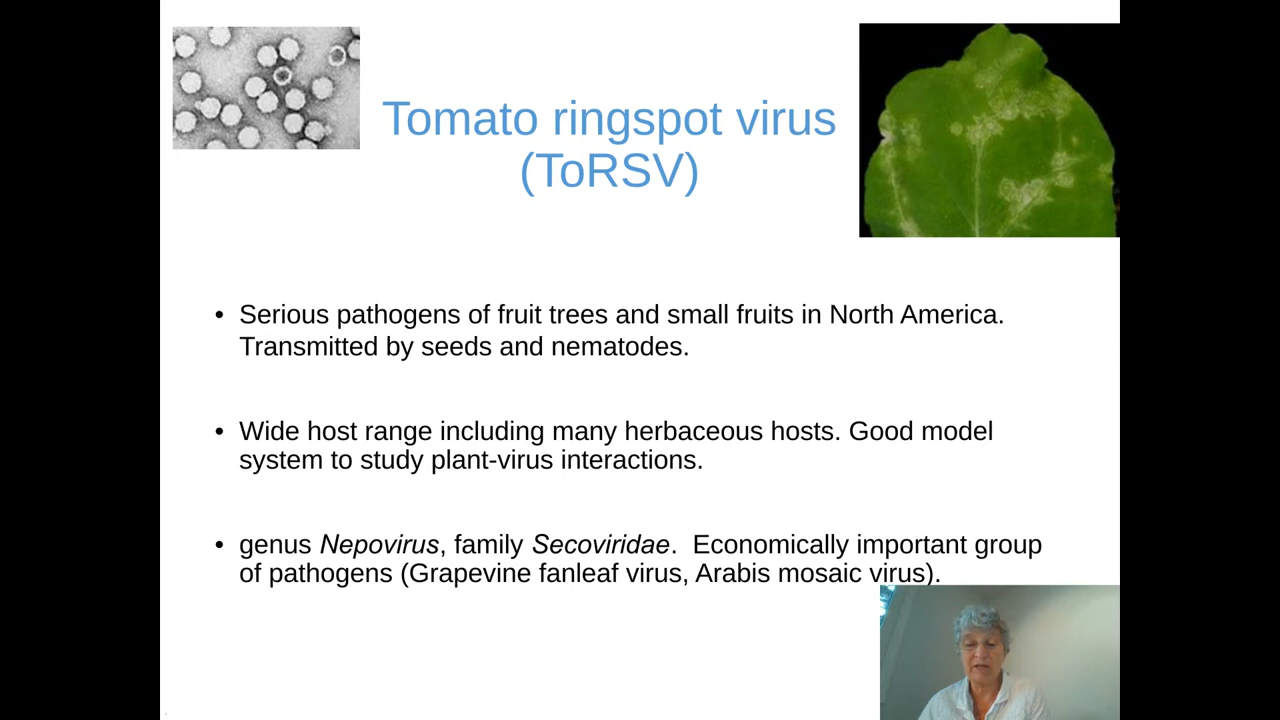 Tomato ringspot virus
(ToRSV)
• Serious pathogens of fruit trees and small fruits in North America.
Transmitted by seeds and nematodes.
• Wide host range including many herbaceous hosts. Good model
system to study plant-virus interactions.
• genus Nepovirus, family Secoviridae.  Economically important group
of pathogens (Grapevine fanleaf virus, Arabis mosaic virus).